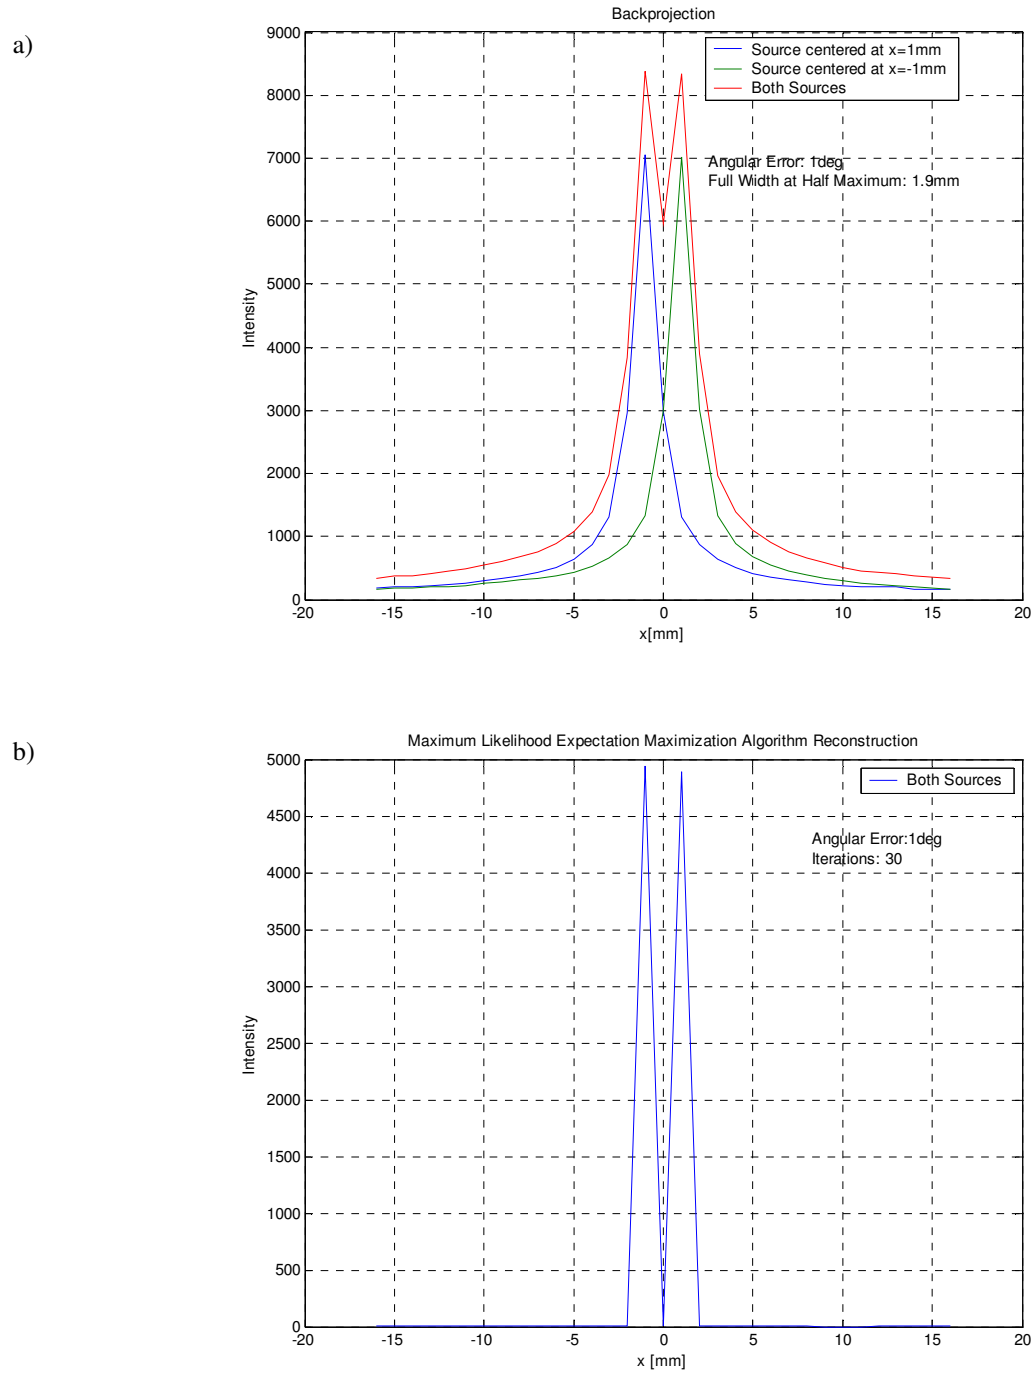 a)
Backprojection
9000
8000
7000
6000
5000
4000
3000
2000
1000
0
Intensity
Source centered at x=1mm
Source centered at x=-1mm
Both Sources
Angular Error: 1deg
Full Width at Half Maximum: 1.9mm
-20 -15 -10 -5 0 5 10 15 20
x[mm]
b)
Maximum Likelihood Expectation Maximization Algorithm Reconstruction
5000
4500
4000
3500
3000
2500
2000
1500
1000
500
0
Intensity
Both Sources
Angular Error:1deg
Iterations: 30
-20 -15 -10 -5 0 5 10 15 20
x [mm]